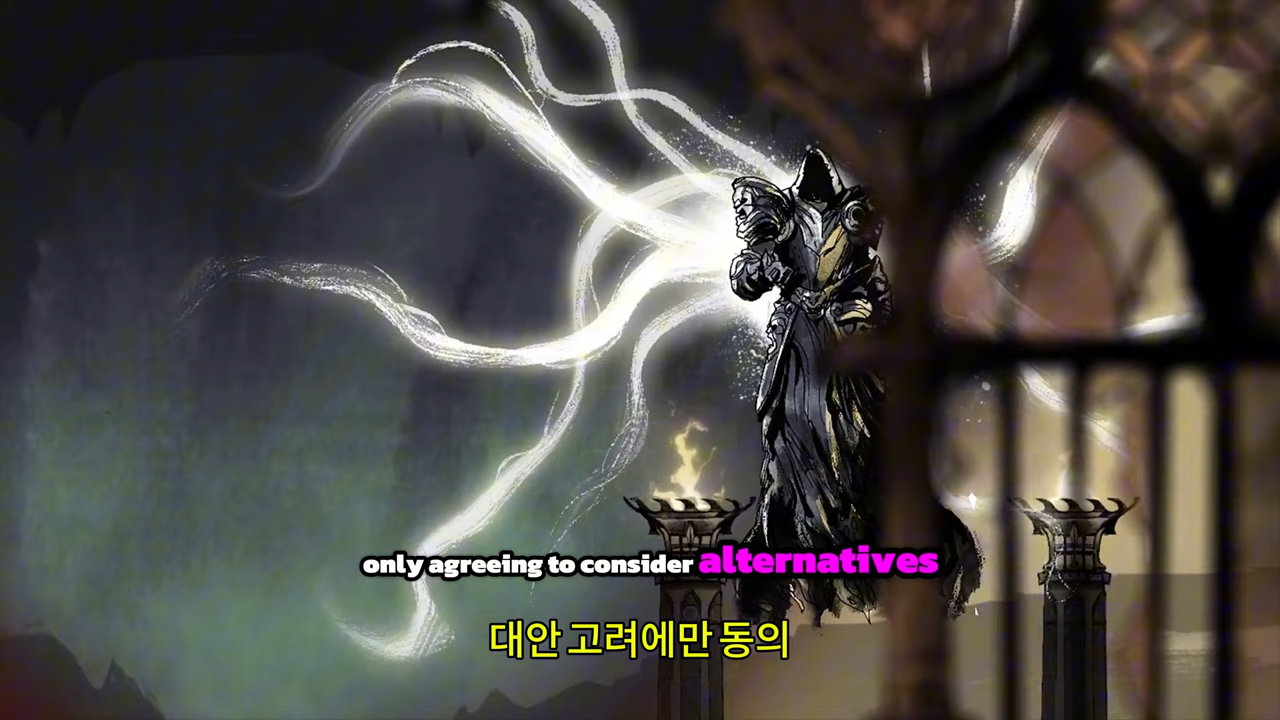 only agreeing to consider alternatives
대안 고려에만 동의